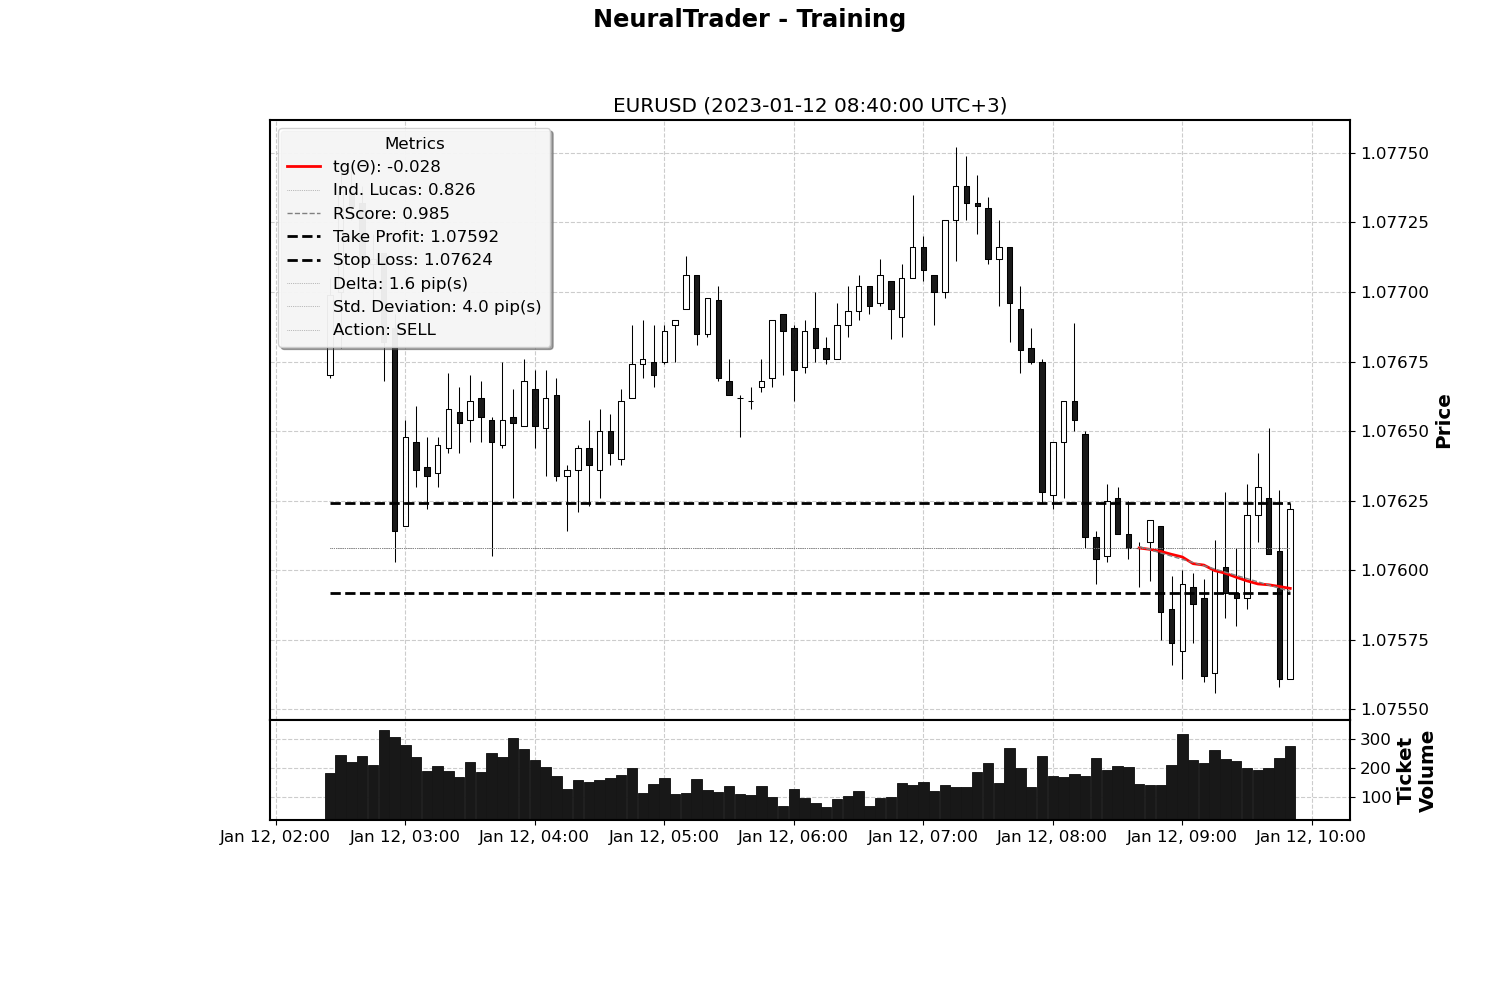 NeuralTrader - Training
EURUSD (2023-01-12 08:40:00 UTC+3)
Metrics
tg(Θ): -0.028
Ind. Lucas: 0.826
RScore: 0.985
Take Profit: 1.07592
Stop Loss: 1.07624
Delta: 1.6 pip(s)
Std. Deviation: 4.0 pip(s)
Action: SELL
1.07750
1.07725
1.07700
1.07675
1.07650
1.07625
1.07600
1.07575
1.07550
Price
300
200
100
Ticket
Volume
Jan 12, 02:00 Jan 12, 03:00 Jan 12, 04:00 Jan 12, 05:00 Jan 12, 06:00 Jan 12, 07:00 Jan 12, 08:00 Jan 12, 09:00 Jan 12, 10:00